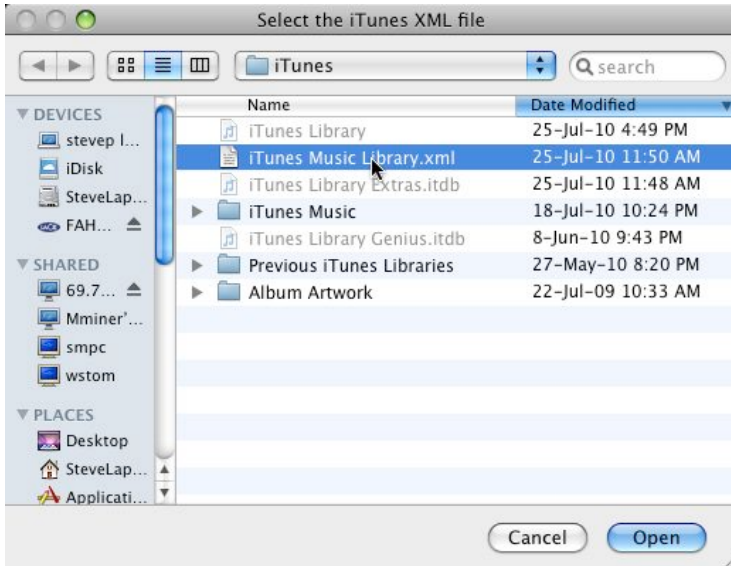 Select the iTunes XML file
iTunes
search
DEVICES
stevep l...
iDisk
SteveLap...
FAH...
SHARED
69.7...
Mminer'...
smpc
wstom
PLACES
Desktop
SteveLap...
Applicati...
Name Date Modified
iTunes Library 25-Jul-10 4:49 PM
iTunes Music Library.xml 25-Jul-10 11:50 AM
iTunes Library Extras.itdb 25-Jul-10 11:48 AM
iTunes Music 18-Jul-10 10:24 PM
iTunes Library Genius.itdb 8-Jun-10 9:43 PM
Previous iTunes Libraries 27-May-10 8:20 PM
Album Artwork 22-Jul-09 10:33 AM
Cancel Open